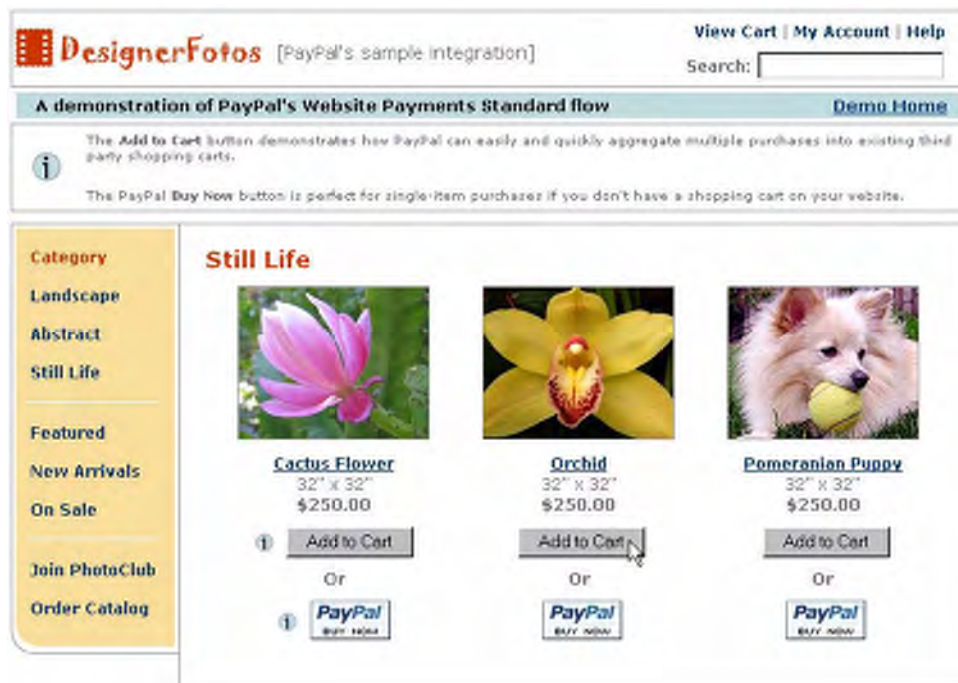 DesignerFotos [PayPal's sample integration]
View Cart | My Account | Help
Search:
A demonstration of PayPal's Website Payments Standard flow
Demo Home
The Add to Cart button demonstrates how PayPal can easily and quickly aggregate multiple purchases into existing third
party shopping carts.
The PayPal Buy Now button is perfect for single-item purchases if you don't have a shopping cart on your website.
Category
Landscape
Abstract
Still Life
Featured
New Arrivals
On Sale
Join PhotoClub
Order Catalog
Still Life
Cactus Flower
32" x 32"
$250.00
Add to Cart
Or
PayPal
BUY NOW
Orchid
32" x 32"
$250.00
Add to Cart
Or
PayPal
BUY NOW
Pomeranian Puppy
32" x 32"
$250.00
Add to Cart
Or
PayPal
BUY NOW